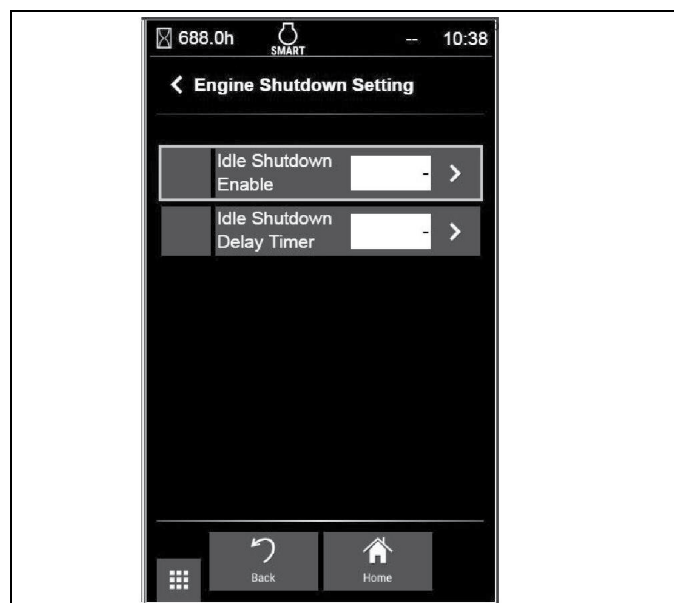 688.0h
SMART
-- 10:38
Engine Shutdown Setting
Idle Shutdown
Enable
-
Idle Shutdown
Delay Timer
-
Back
Home